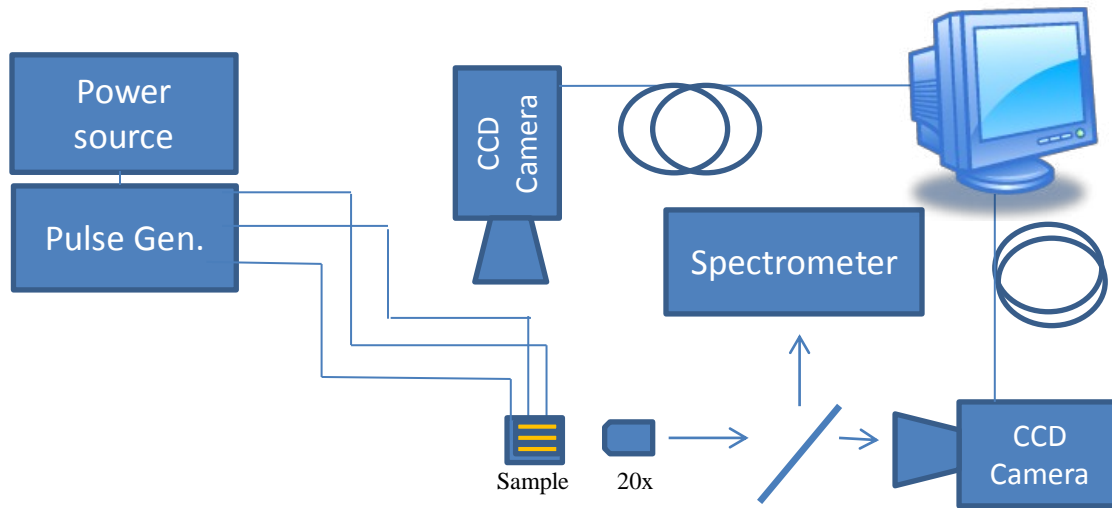 Power
source
Pulse Gen.
CCD
Camera
Spectrometer
Sample
20x
CCD
Camera